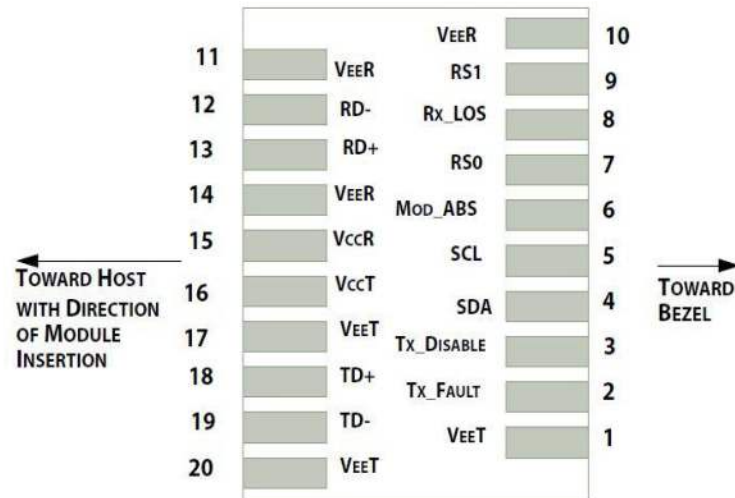 11 VEER
12 RD-
13 RD+
14 VEER
15 VCCR
16 VCCT
17 VEET
18 TD+
19 TD-
20 VEET
VEER 10
RS1 9
RX_LOS 8
RS0 7
MOD_ABS 6
SCL 5
SDA 4
TX_DISABLE 3
TX_FAULT 2
VEET 1
TOWARD HOST
WITH DIRECTION
OF MODULE
INSERTION
TOWARD
BEZEL